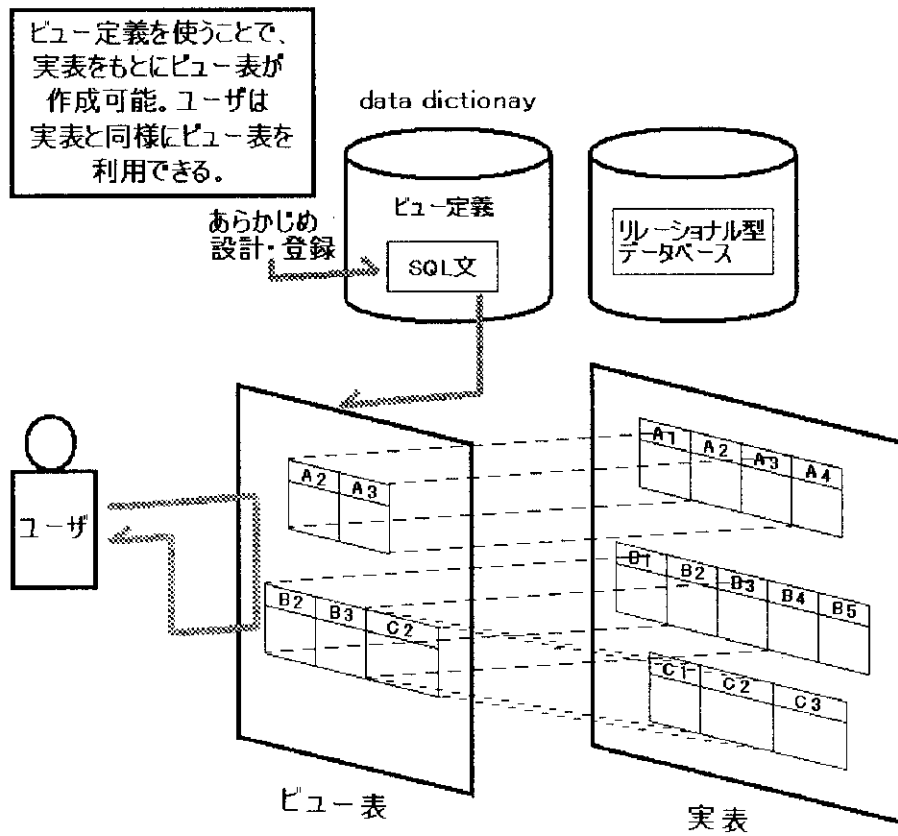 ビュー定義を使うことで、
実表をもとにビュー表が
作成可能。ユーザは
実表と同様にビュー表を
利用できる。
data dictionay
ビュー定義
SQL文
リレーショナル型
データベース
あらかじめ
設計・登録
ユーザ
A2 A3
B2 B3 C2
A1 A2 A3 A4
B1 B2 B3 B4 B5
C1 C2 C3
ビュー表
実表